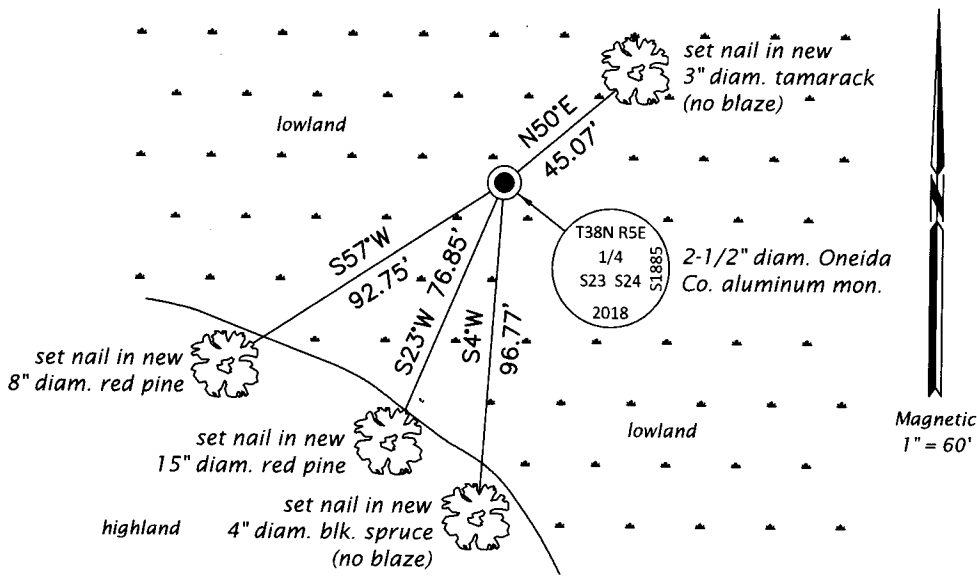 set nail in new
3" diam. tamarack
(no blaze)
lowland
N50°E
45.07'
S57°W
92.75'
S23°W 76.85'
S4°W
96.77'
T38N R5E
1/4
S23 S24
S1885
2018
2-1/2" diam. Oneida
Co. aluminum mon.
N
Magnetic
1" = 60'
set nail in new
8" diam. red pine
set nail in new
15" diam. red pine
lowland
set nail in new
4" diam. blk. spruce
(no blaze)
highland